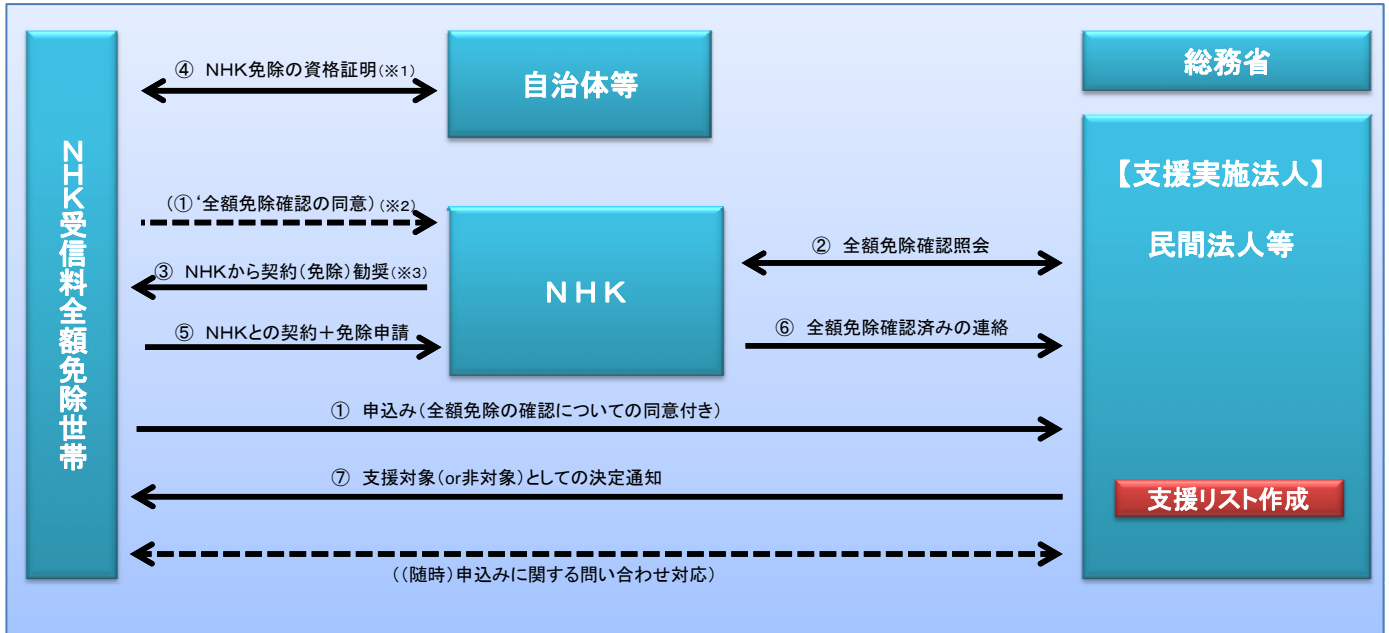 ④ NHK免除の資格証明(※1)
自治体等
総務省
NHK受信料全額免除世帯
【支援実施法人】
民間法人等
(①‘全額免除確認の同意)(※2)
② 全額免除確認照会
③ NHKから契約(免除)勧奨(※3)
NHK
⑤ NHKとの契約+免除申請
⑥ 全額免除確認済みの連絡
① 申込み(全額免除の確認についての同意付き)
⑦ 支援対象(or非対象)としての決定通知
支援リスト作成
((随時)申込みに関する問い合わせ対応)